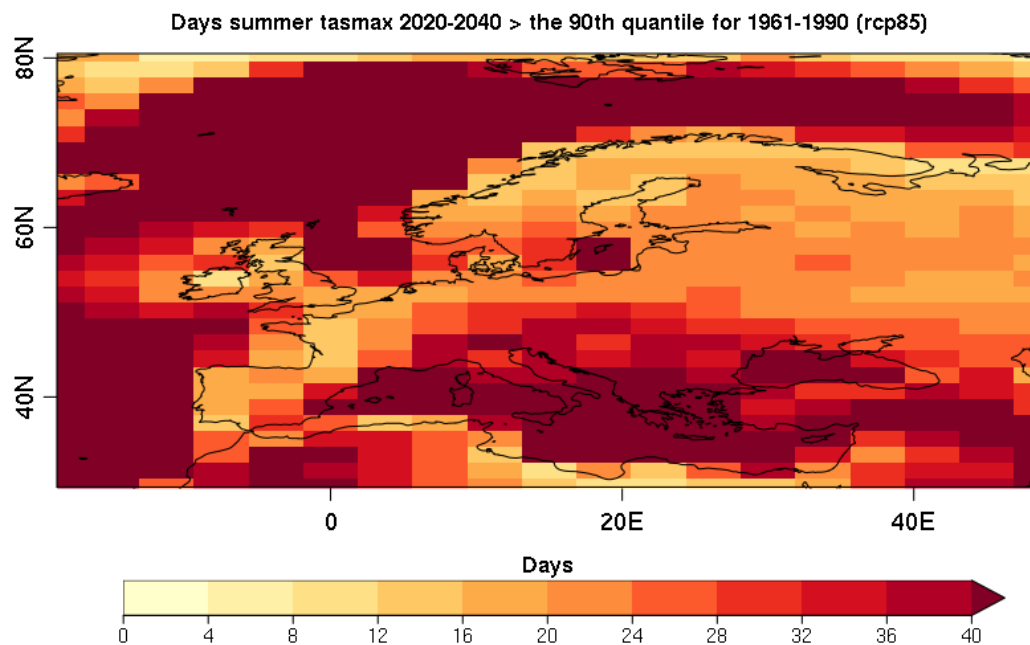 Days summer tasmax 2020-2040 > the 90th quantile for 1961-1990 (rcp85)
80N
60N
40N
0 20E 40E
Days
0 4 8 12 16 20 24 28 32 36 40